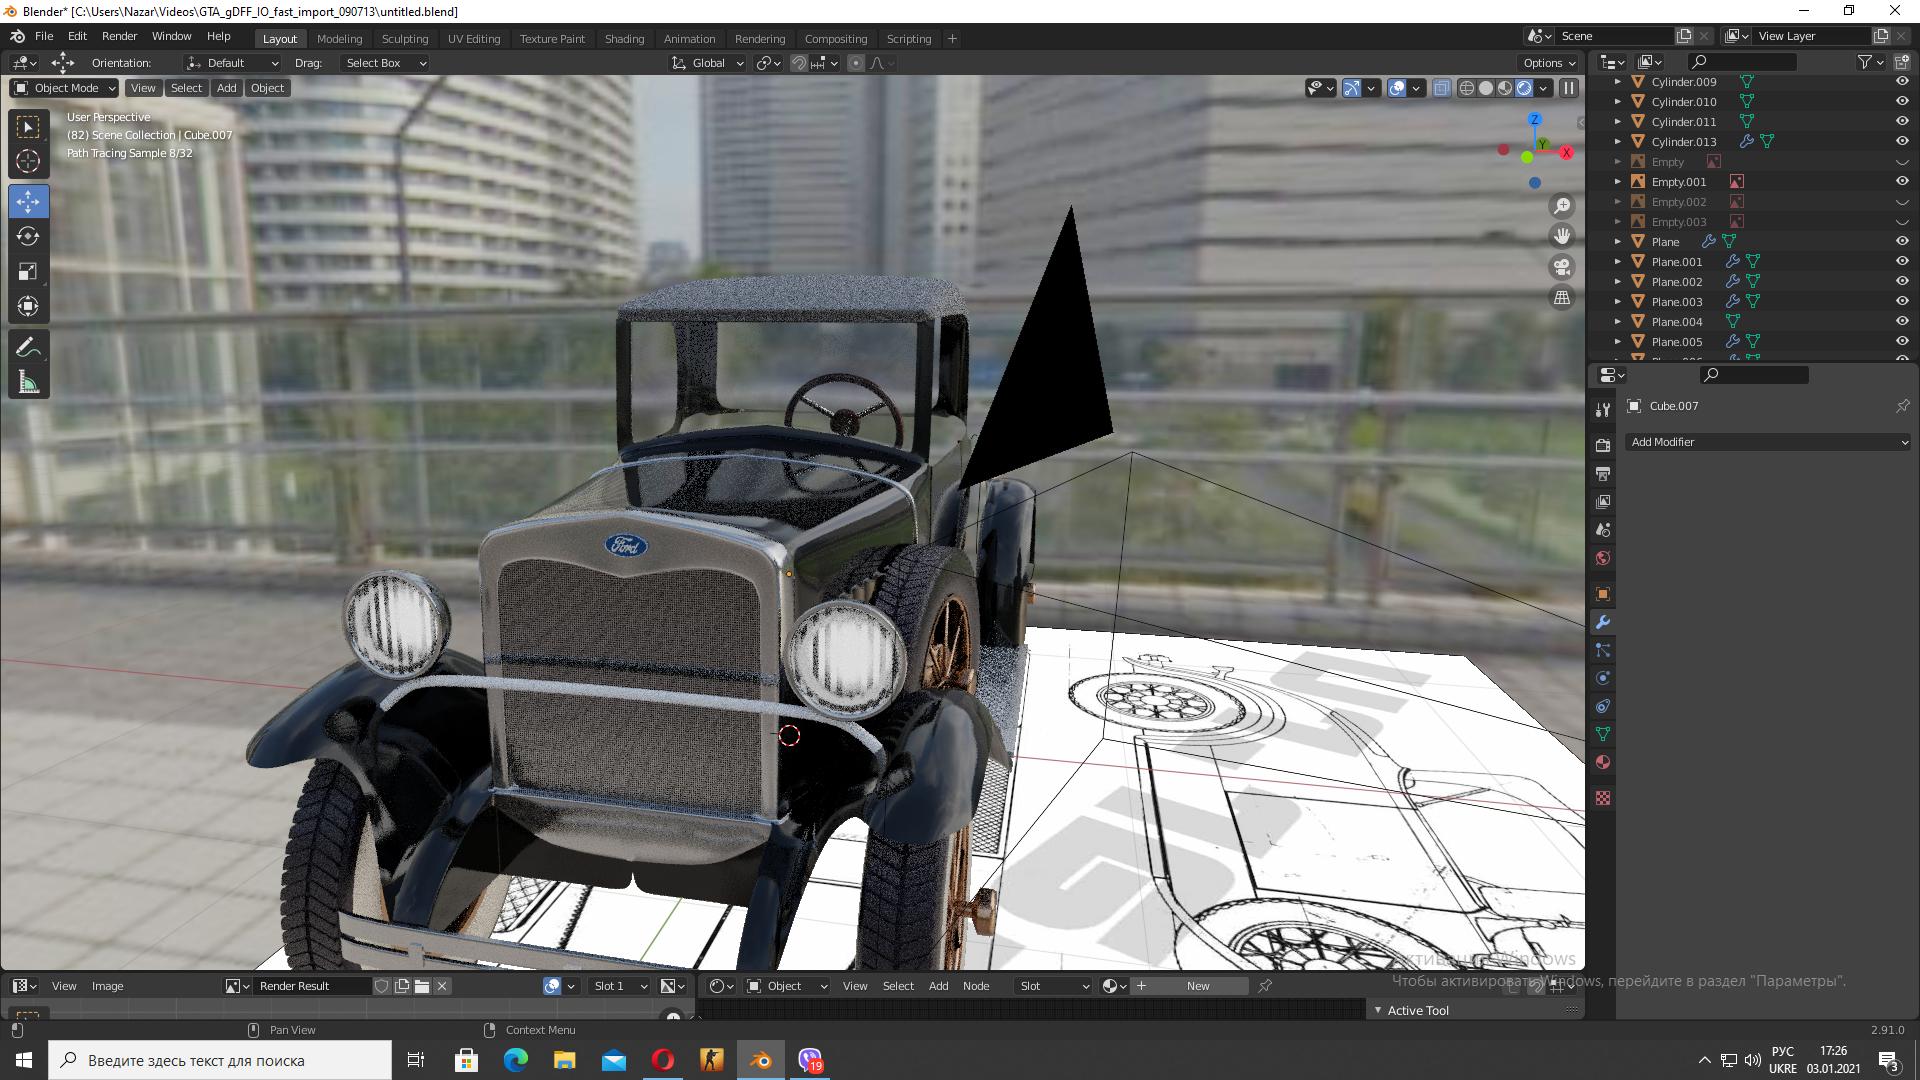 Blender* [C:\Users\Nazar\Videos\GTA_gDFF_IO_fast_import_090713\untitled.blend]
File Edit Render Window Help Layout Modeling Sculpting UV Editing Texture Paint Shading Animation Rendering Compositing Scripting + Scene View Layer
Orientation: Default Drag: Select Box Global Options
Object Mode View Select Add Object
User Perspective
(82) Scene Collection | Cube.007
Path Tracing Sample 8/32
Z
Y
X
Ford
Cylinder.009
Cylinder.010
Cylinder.011
Cylinder.013
Empty
Empty.001
Empty.002
Empty.003
Plane
Plane.001
Plane.002
Plane.003
Plane.004
Plane.005
Plane.006
Cube.007
Add Modifier
Активация Windows
Чтобы активировать Windows, перейдите в раздел "Параметры".
View Image Render Result Slot 1 Object View Select Add Node Slot New
Active Tool
Pan View Context Menu 2.91.0
Введите здесь текст для поиска
19
РУС
UKRE
17:26
03.01.2021
3